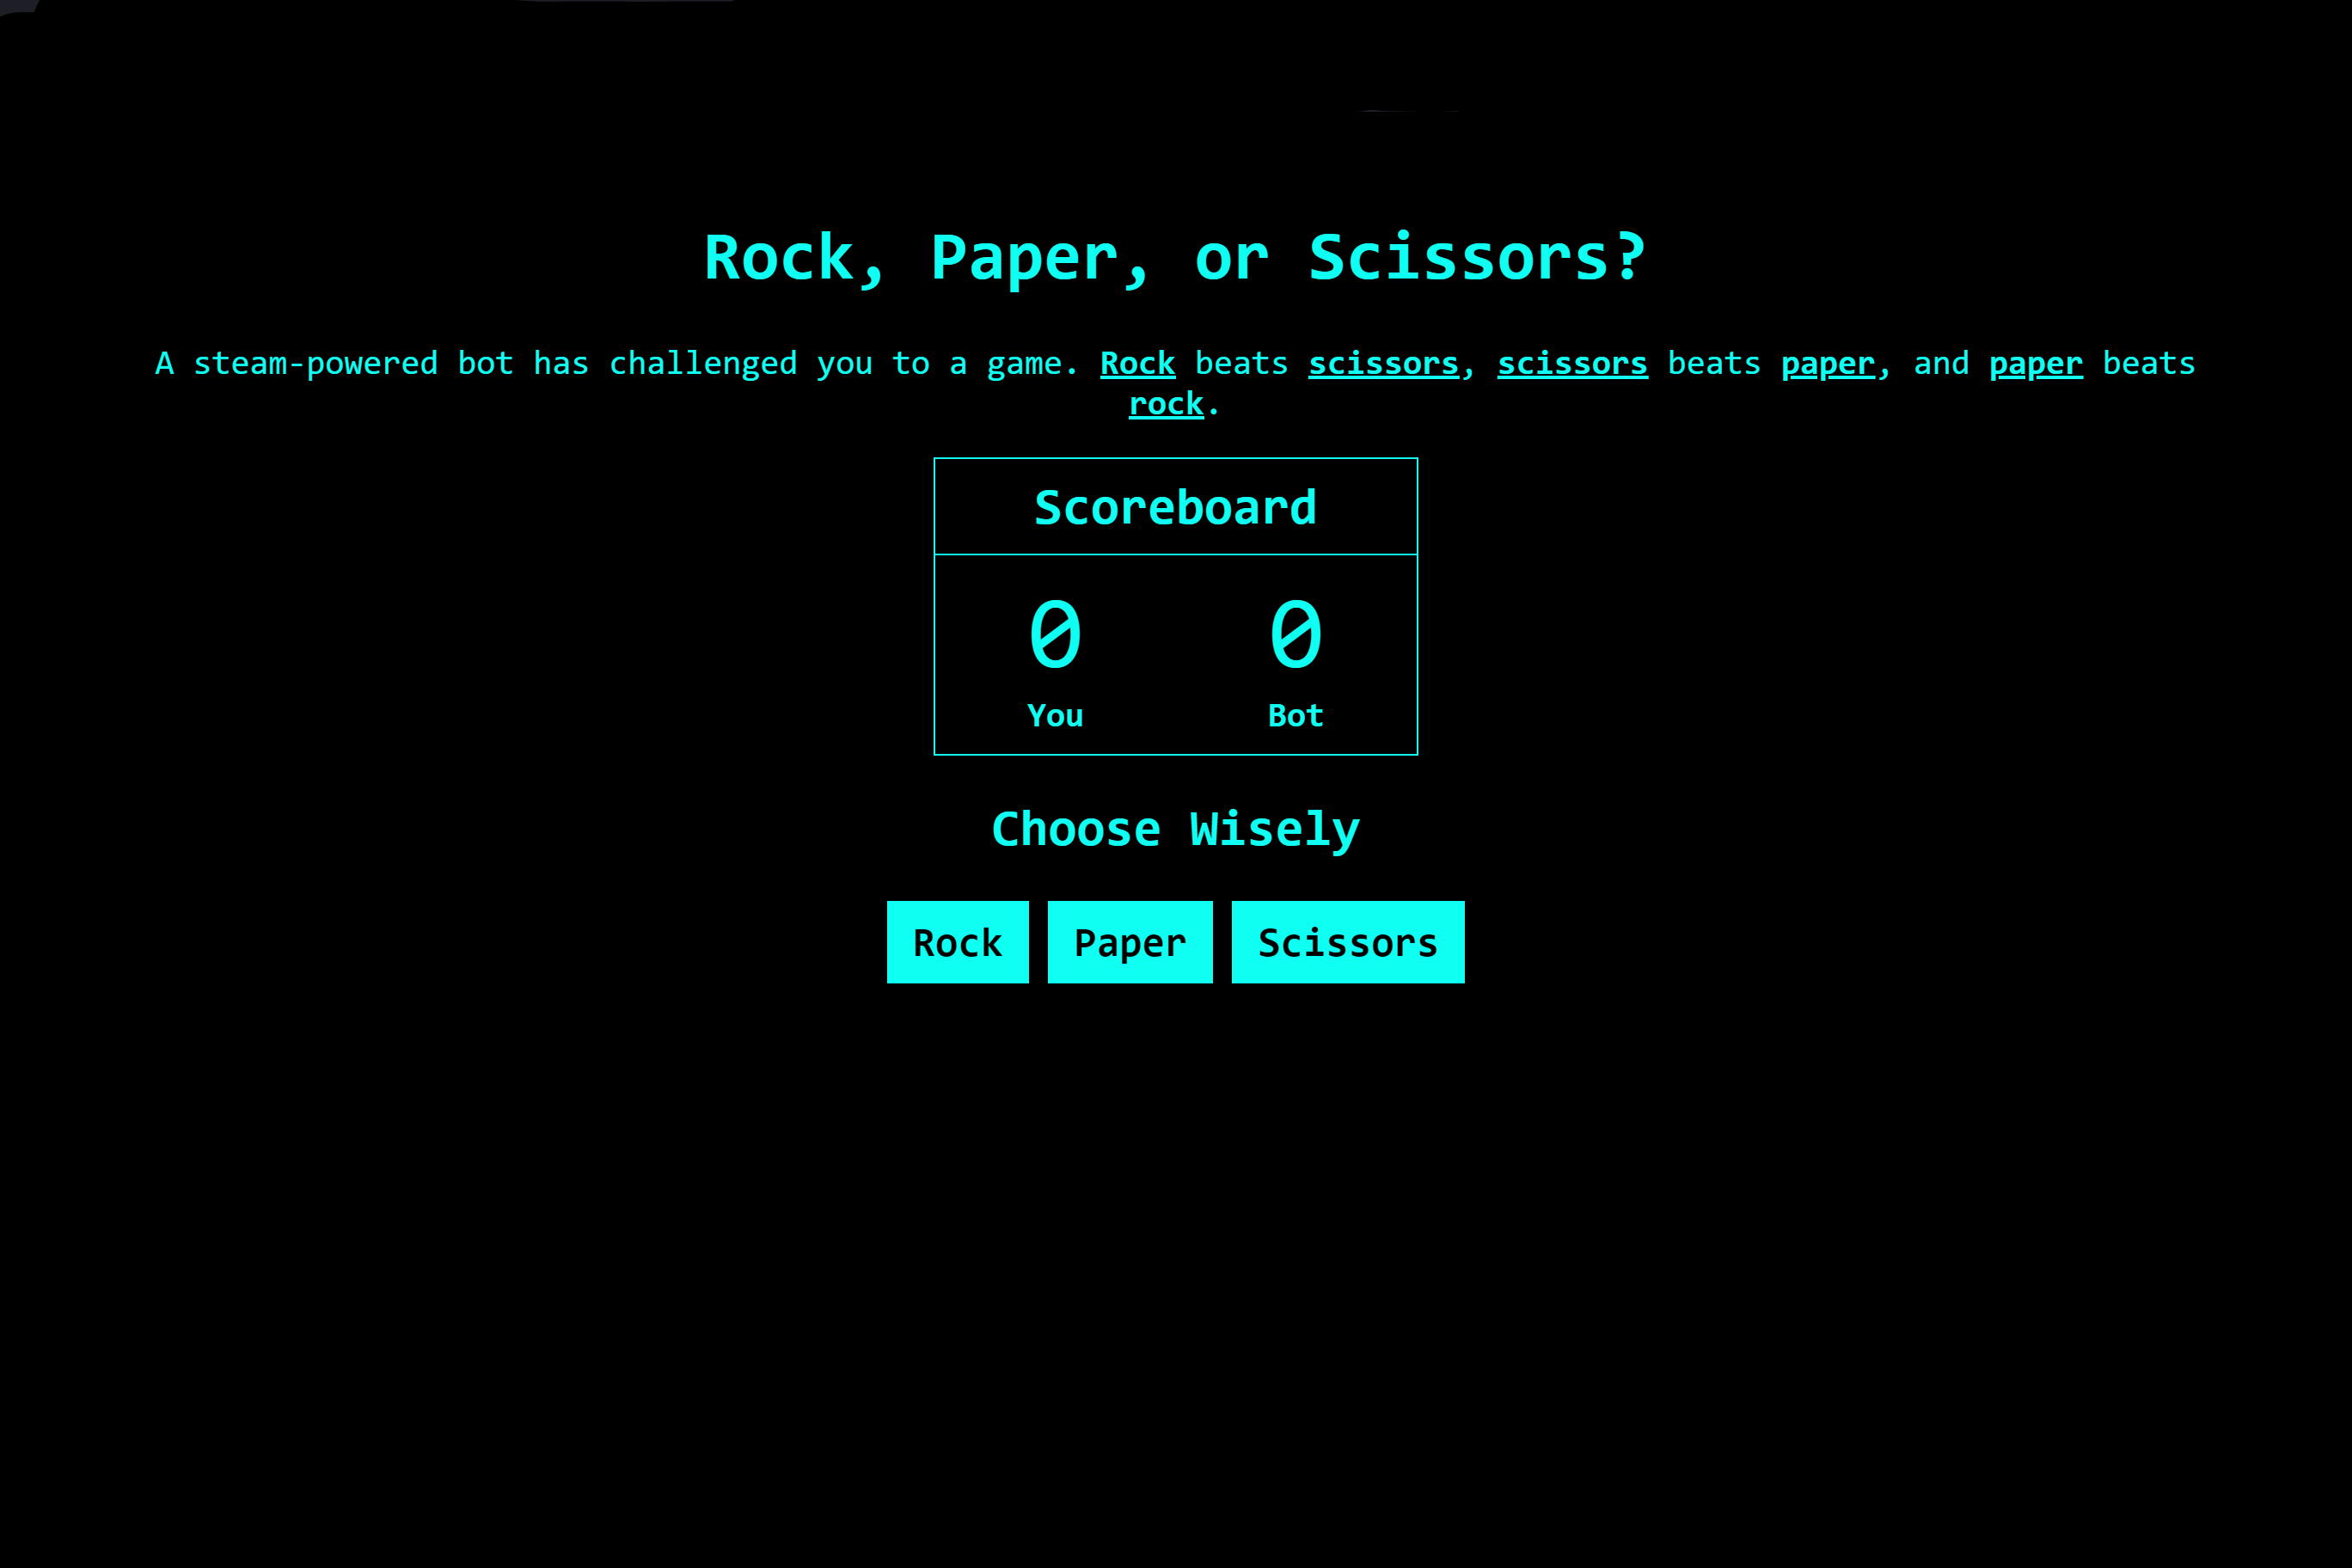 Rock, Paper, or Scissors?
A steam-powered bot has challenged you to a game. Rock beats scissors, scissors beats paper, and paper beats
rock.
Scoreboard
0 0
You Bot
Choose Wisely
Rock Paper Scissors